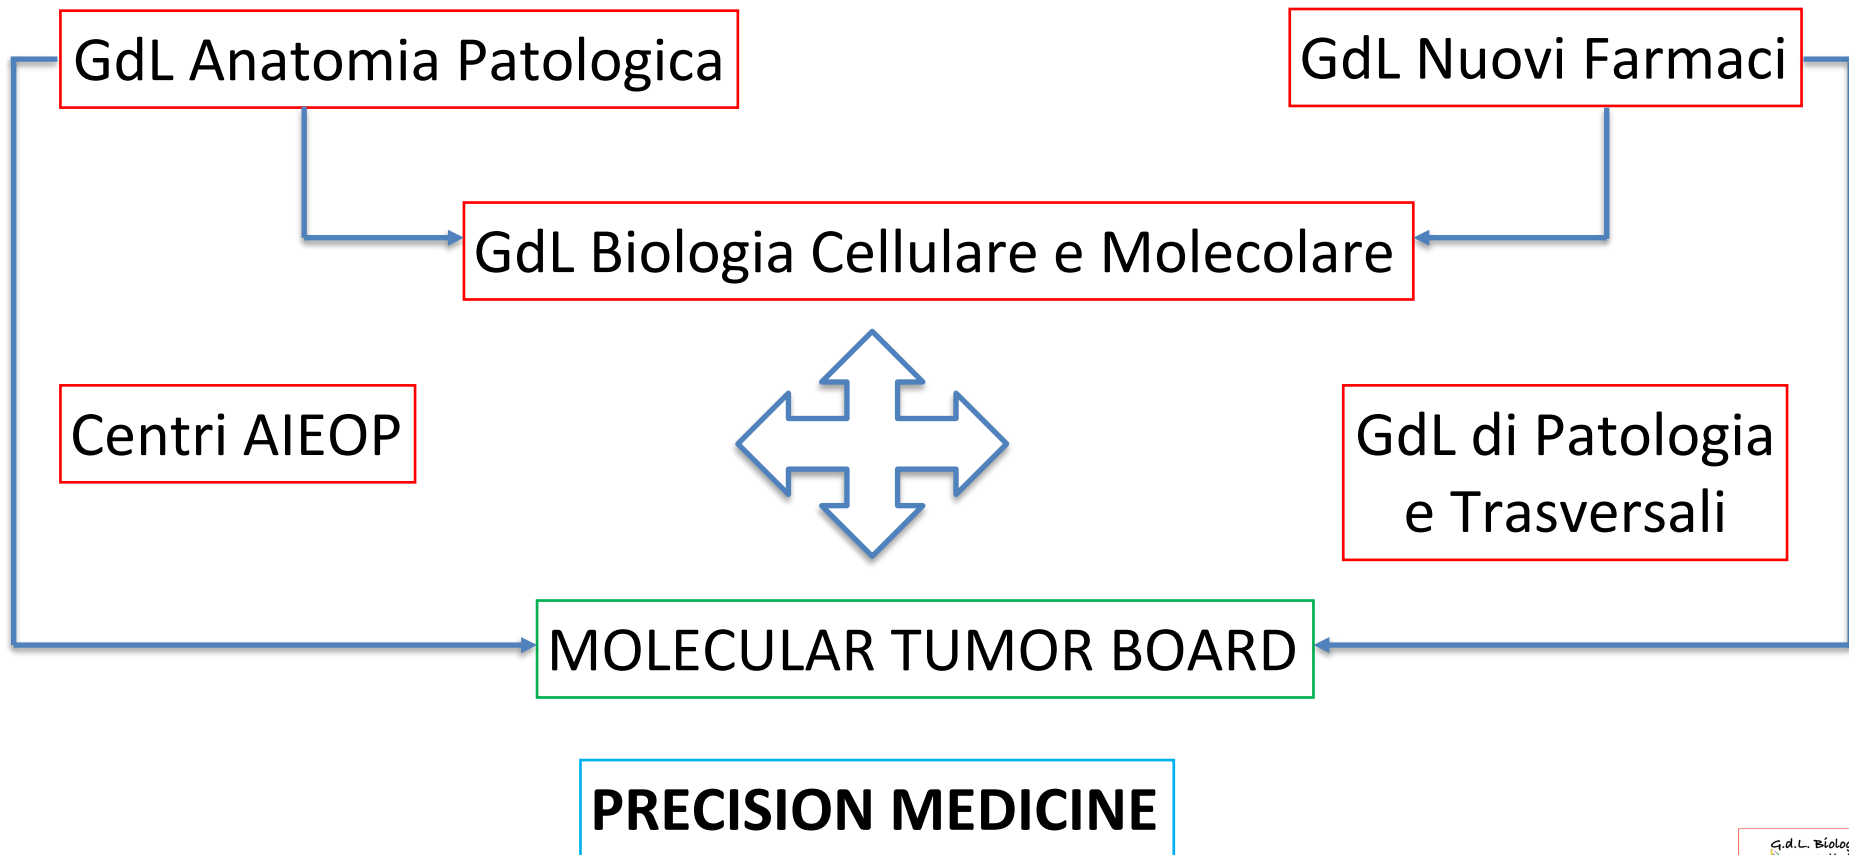 GdL Anatomia Patologica
GdL Nuovi Farmaci
GdL Biologia Cellulare e Molecolare
Centri AIEOP
GdL di Patologia
e Trasversali
MOLECULAR TUMOR BOARD
PRECISION MEDICINE
G.d.L.